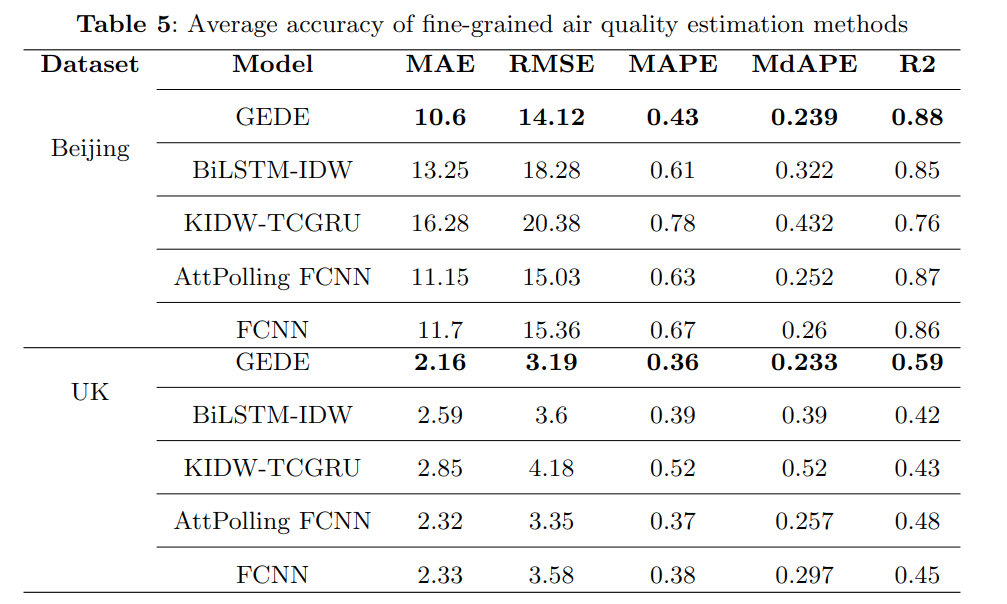 Table 5: Average accuracy of fine-grained air quality estimation methods
Dataset Model MAE RMSE MAPE MdAPE R2
Beijing
GEDE 10.6 14.12 0.43 0.239 0.88
BiLSTM-IDW 13.25 18.28 0.61 0.322 0.85
KIDW-TCGRU 16.28 20.38 0.78 0.432 0.76
AttPolling FCNN 11.15 15.03 0.63 0.252 0.87
FCNN 11.7 15.36 0.67 0.26 0.86
UK
GEDE 2.16 3.19 0.36 0.233 0.59
BiLSTM-IDW 2.59 3.6 0.39 0.39 0.42
KIDW-TCGRU 2.85 4.18 0.52 0.52 0.43
AttPolling FCNN 2.32 3.35 0.37 0.257 0.48
FCNN 2.33 3.58 0.38 0.297 0.45